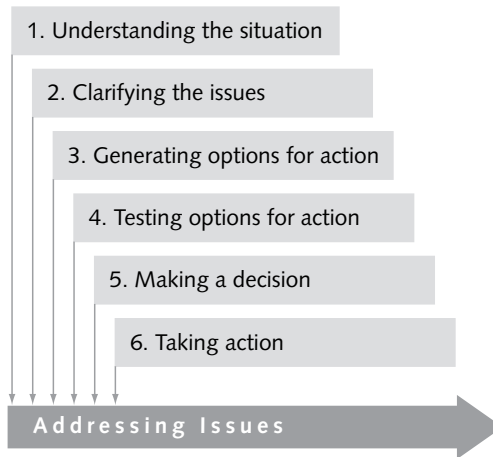 1. Understanding the situation
2. Clarifying the issues
3. Generating options for action
4. Testing options for action
5. Making a decision
6. Taking action
Addressing Issues